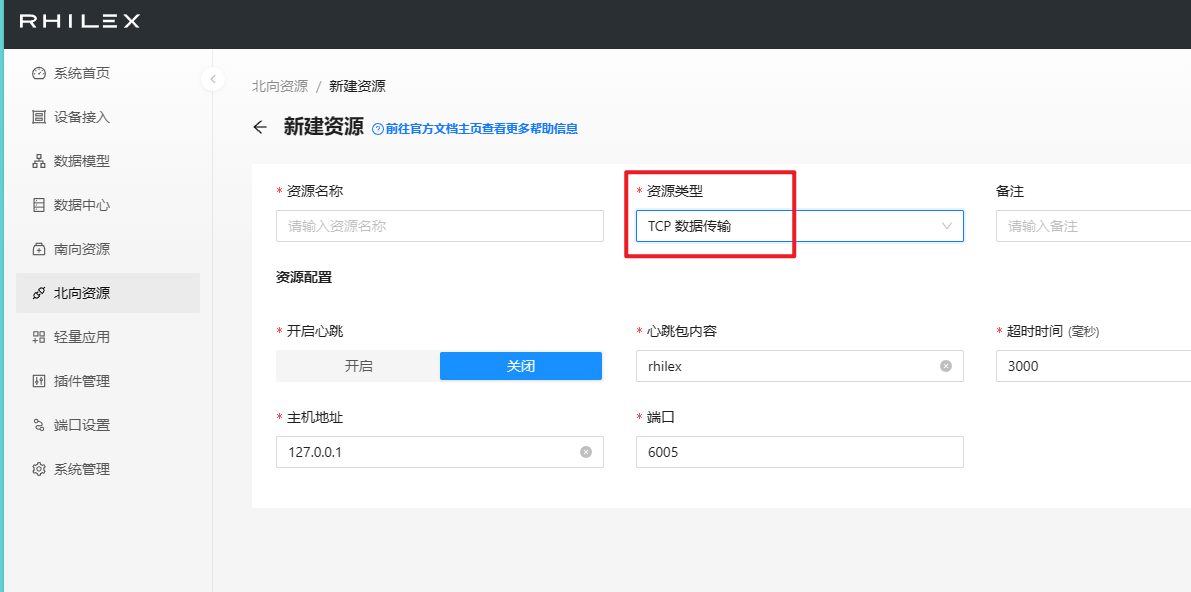 RHILEX
系统首页
设备接入
数据模型
数据中心
南向资源
北向资源
轻量应用
插件管理
端口设置
系统管理
北向资源 / 新建资源
新建资源 前往官方文档主页查看更多帮助信息
* 资源名称 * 资源类型 备注
请输入资源名称 TCP 数据传输 请输入备注
资源配置
* 开启心跳 * 心跳包内容 * 超时时间 (毫秒)
开启 关闭 rhilex 3000
* 主机地址 * 端口
127.0.0.1 6005